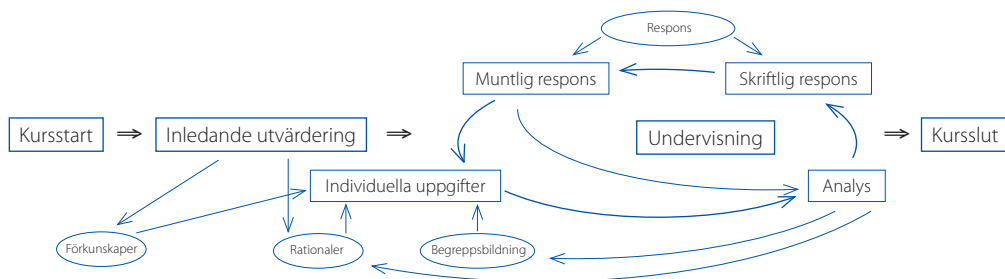 Respons
Muntlig respons
Skriftlig respons
Kursstart
Inledande utvärdering
Undervisning
Kursslut
Individuella uppgifter
Analys
Förkunskaper
Rationaler
Begreppsbildning